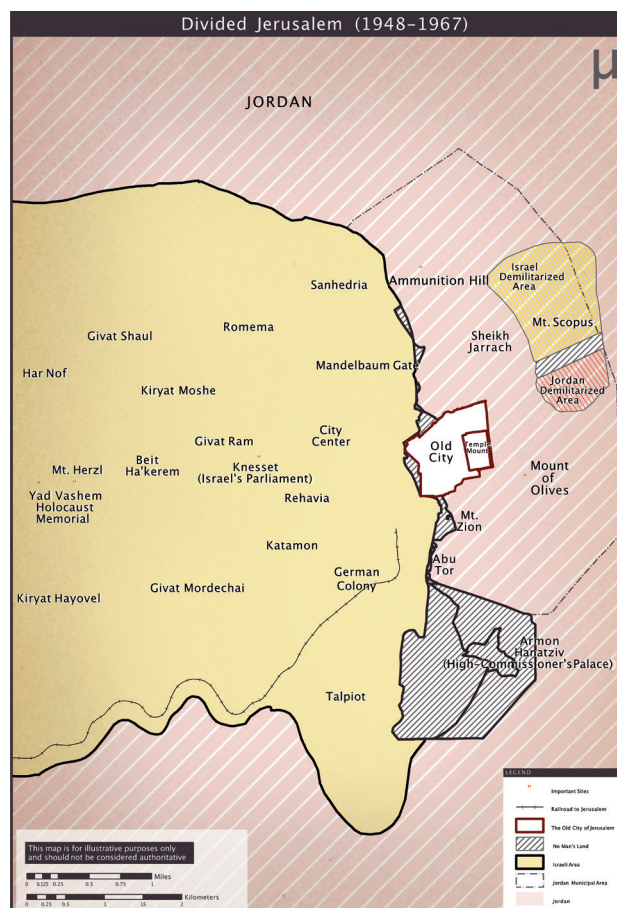 Divided Jerusalem (1948-1967)
μ
JORDAN
Sanhedria
Ammunition Hill
Israel
Demilitarized
Area
Mt. Scopus
Givat Shaul
Romema
Sheikh
Jarrach
Har Nof
Mandelbaum Gate
Kiryat Moshe
Jordan
Demilitarized
Area
Givat Ram
City
Center
Old
City
Temple
Mount
Mt. Herzl
Beit
Ha'kerem
Knesset
(Israel's Parliament)
Mount
of
Olives
Yad Vashem
Holocaust
Memorial
Rehavia
Mt.
Zion
Katamon
Abu
Tor
German
Colony
Givat Mordechai
Kiryat Hayovel
Armon
Hanatziv
(High-Commissioner's Palace)
Talpiot
LEGEND
Important Sites
Railroad to Jerusalem
The Old City of Jerusalem
No Man's Land
Israeli Area
Jordan Municipal Area
Jordan
This map is for illustrative purposes only
and should not be considered authoritative
Miles
0 0.125 0.25 0.5 0.75 1
Kilometers
0 0.25 0.5 1 1.5 2